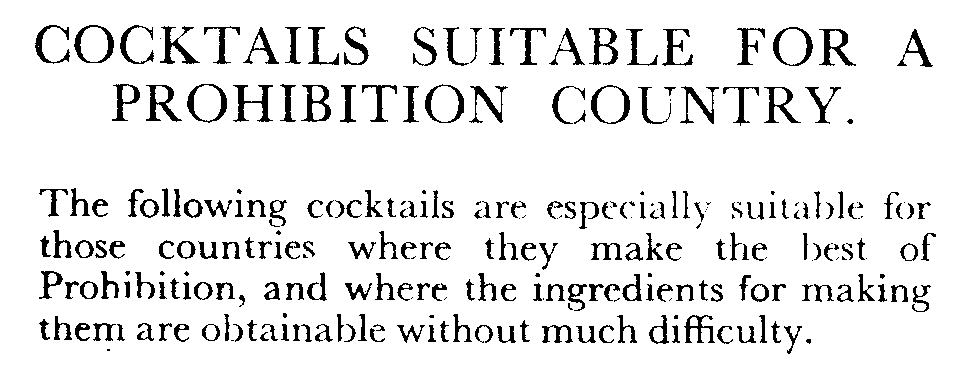 COCKTAILS SUITABLE FOR A
PROHIBITION COUNTRY.
The following cocktails are especially suitable for
those countries where they make the best of
Prohibition, and where the ingredients for making
them are obtainable without much difficulty.